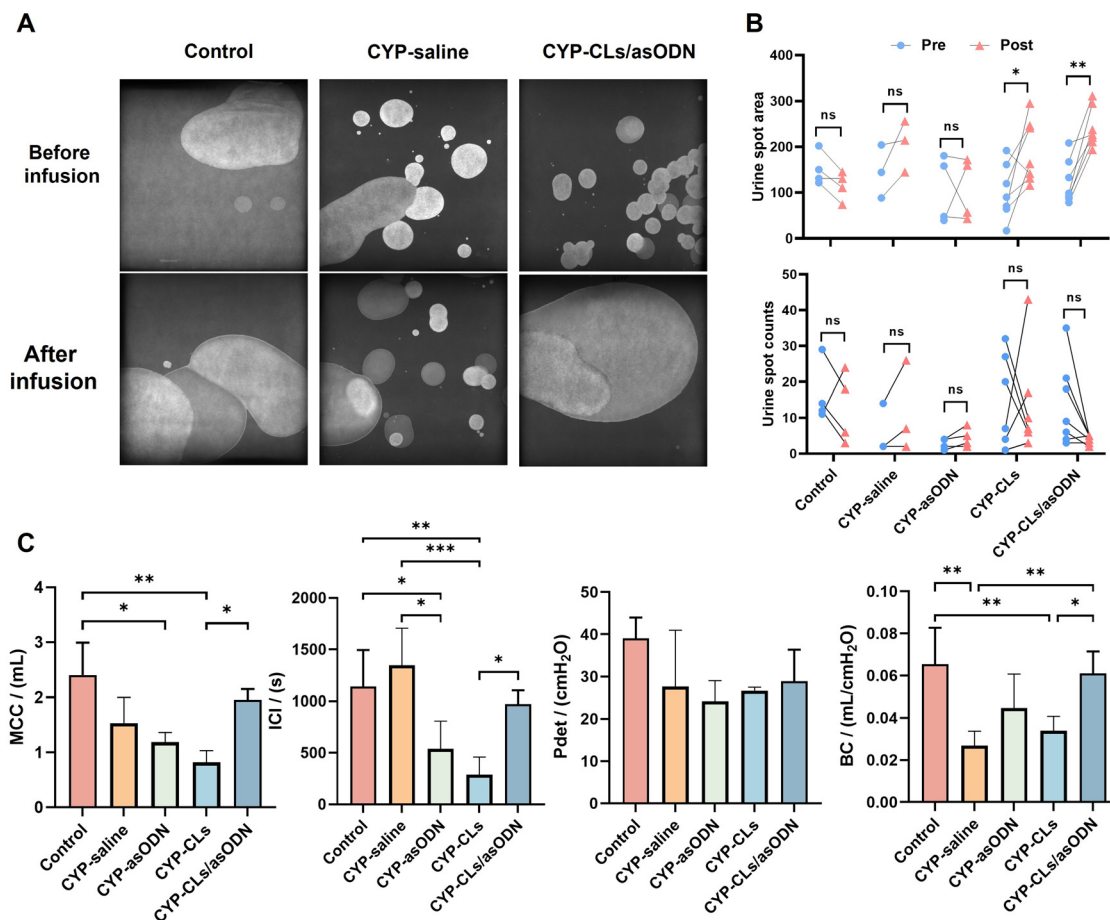 A
Control
CYP-saline
CYP-CLs/asODN
Before
infusion
After
infusion
B
Pre
Post
Urine spot area
400
300
200
100
0
ns
ns
ns
*
**
Urine spot counts
50
40
30
20
10
0
ns
ns
ns
ns
ns
Control
CYP-saline
CYP-asODN
CYP-CLs
CYP-CLs/asODN
C
MCC / (mL)
4
3
2
1
0
**
*
*
Control
CYP-saline
CYP-asODN
CYP-CLs
CYP-CLs/asODN
ICI / (s)
2000
1500
1000
500
0
**
***
*
*
*
Control
CYP-saline
CYP-asODN
CYP-CLs
CYP-CLs/asODN
Pdet / (cmH₂O)
50
40
30
20
10
0
Control
CYP-saline
CYP-asODN
CYP-CLs
CYP-CLs/asODN
BC / (mL/cmH₂O)
0.10
0.08
0.06
0.04
0.02
0.00
**
**
**
*
Control
CYP-saline
CYP-asODN
CYP-CLs
CYP-CLs/asODN